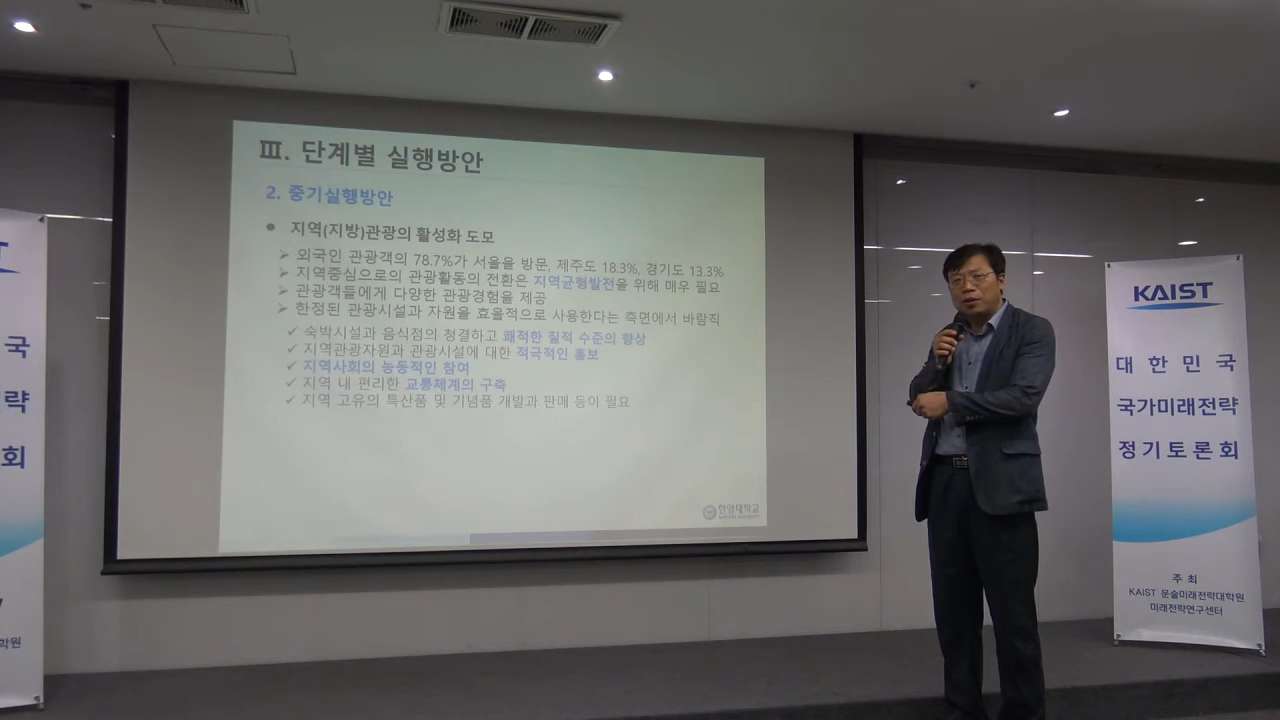 Ⅲ. 단계별 실행방안
2. 중기실행방안
● 지역(지방)관광의 활성화 도모
➢ 외국인 관광객의 78.7%가 서울을 방문, 제주도 18.3%, 경기도 13.3%
➢ 지역중심으로의 관광활동의 전환은 지역균형발전을 위해 매우 필요
➢ 관광객들에게 다양한 관광경험을 제공
➢ 한정된 관광시설과 자원을 효율적으로 사용한다는 측면에서 바람직
✓ 숙박시설과 음식점의 청결하고 쾌적한 질적 수준의 향상
✓ 지역관광자원과 관광시설에 대한 적극적인 홍보
✓ 지역사회의 능동적인 참여
✓ 지역 내 편리한 교통체계의 구축
✓ 지역 고유의 특산품 및 기념품 개발과 판매 등이 필요
한양대학교
KAIST
대한민국
국가미래전략
정기토론회
주최
KAIST 문술미래전략대학원
미래전략연구센터
T
국
전략
회
학원